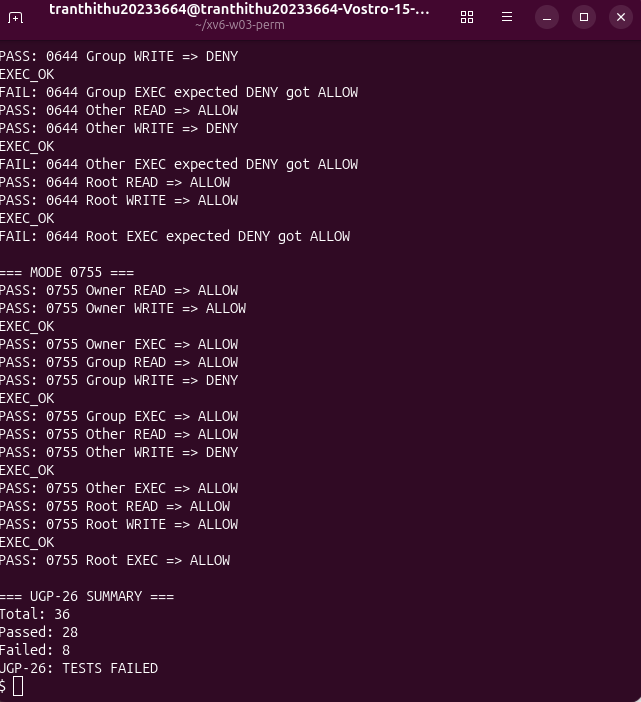 tranthithu20233664@tranthithu20233664-Vostro-15-...
~/xv6-w03-perm
PASS: 0644 Group WRITE => DENY
EXEC_OK
FAIL: 0644 Group EXEC expected DENY got ALLOW
PASS: 0644 Other READ => ALLOW
PASS: 0644 Other WRITE => DENY
EXEC_OK
FAIL: 0644 Other EXEC expected DENY got ALLOW
PASS: 0644 Root READ => ALLOW
PASS: 0644 Root WRITE => ALLOW
EXEC_OK
FAIL: 0644 Root EXEC expected DENY got ALLOW
=== MODE 0755 ===
PASS: 0755 Owner READ => ALLOW
PASS: 0755 Owner WRITE => ALLOW
EXEC_OK
PASS: 0755 Owner EXEC => ALLOW
PASS: 0755 Group READ => ALLOW
PASS: 0755 Group WRITE => DENY
EXEC_OK
PASS: 0755 Group EXEC => ALLOW
PASS: 0755 Other READ => ALLOW
PASS: 0755 Other WRITE => DENY
EXEC_OK
PASS: 0755 Other EXEC => ALLOW
PASS: 0755 Root READ => ALLOW
PASS: 0755 Root WRITE => ALLOW
EXEC_OK
PASS: 0755 Root EXEC => ALLOW
=== UGP-26 SUMMARY ===
Total: 36
Passed: 28
Failed: 8
UGP-26: TESTS FAILED
$